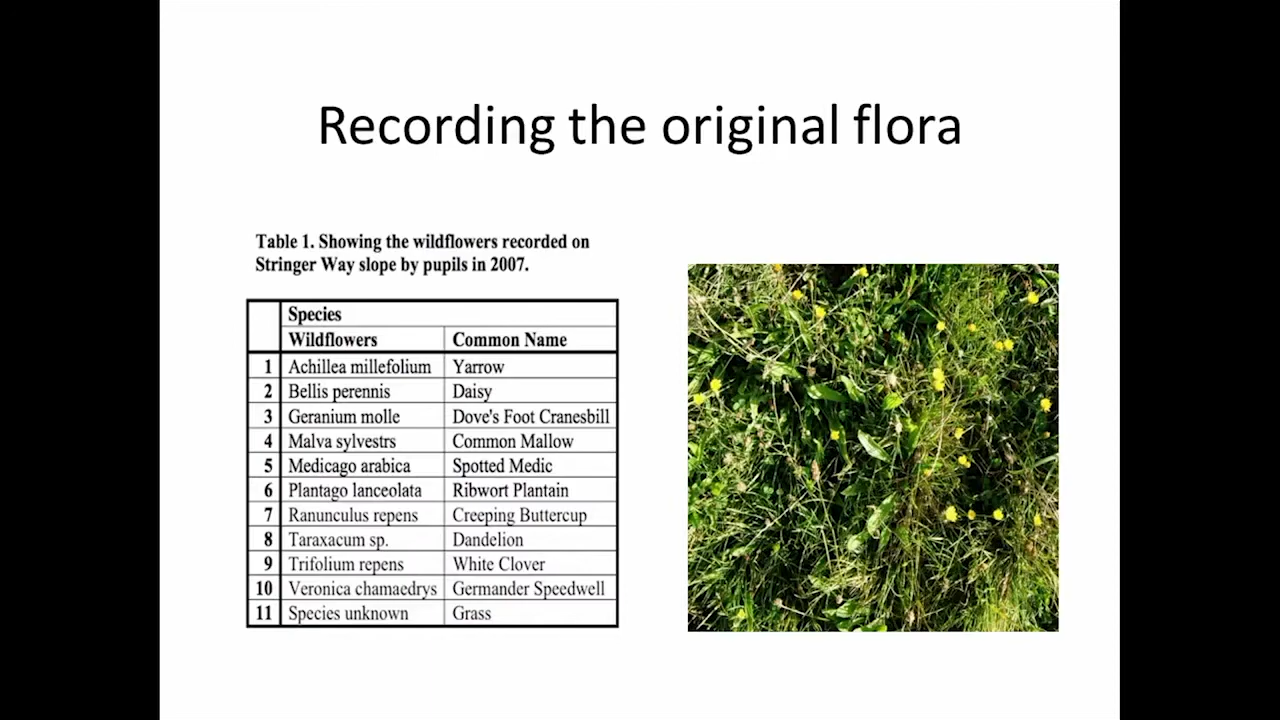 Recording the original flora
Table 1. Showing the wildflowers recorded on
Stringer Way slope by pupils in 2007.
Species
Wildflowers Common Name
1 Achillea millefolium Yarrow
2 Bellis perennis Daisy
3 Geranium molle Dove's Foot Cranesbill
4 Malva sylvestrs Common Mallow
5 Medicago arabica Spotted Medic
6 Plantago lanceolata Ribwort Plantain
7 Ranunculus repens Creeping Buttercup
8 Taraxacum sp. Dandelion
9 Trifolium repens White Clover
10 Veronica chamaedrys Germander Speedwell
11 Species unknown Grass